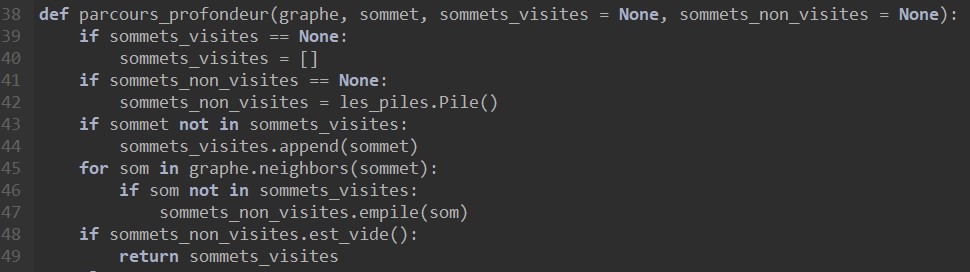 38 def parcours_profondeur(graphe, sommet, sommets_visites = None, sommets_non_visites = None):
39     if sommets_visites == None:
40         sommets_visites = []
41     if sommets_non_visites == None:
42         sommets_non_visites = les_piles.Pile()
43     if sommet not in sommets_visites:
44         sommets_visites.append(sommet)
45     for som in graphe.neighbors(sommet):
46         if som not in sommets_visites:
47             sommets_non_visites.empile(som)
48     if sommets_non_visites.est_vide():
49         return sommets_visites